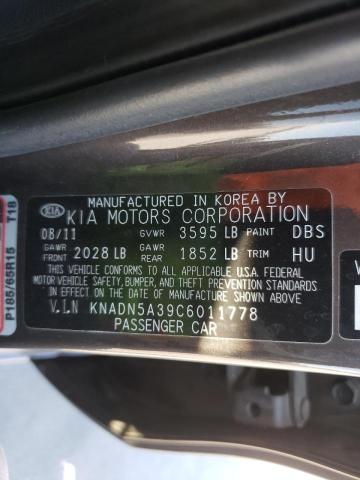 MANUFACTURED IN KOREA BY
KIA KIA MOTORS CORPORATION
08/11 GVWR 3595 LB PAINT DBS
GAWR FRONT 2028 LB GAWR REAR 1852 LB TRIM HU
THIS VEHICLE CONFORMS TO ALL APPLICABLE U.S.A. FEDERAL
MOTOR VEHICLE SAFETY, BUMPER, AND THEFT PREVENTION
STANDARDS IN EFFECT ON THE DATE OF MANUFACTURE SHOWN ABOVE.
V.I.N KNADN5A39C6011778
PASSENGER CAR
P185/65R15 T18
V